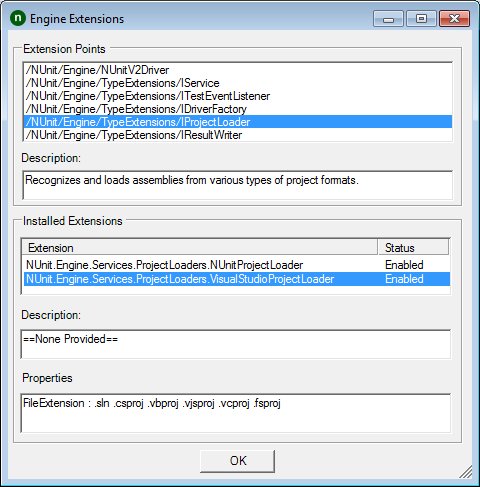 n Engine Extensions
Extension Points
/NUnit/Engine/NUnitV2Driver
/NUnit/Engine/TypeExtensions/IService
/NUnit/Engine/TypeExtensions/ITestEventListener
/NUnit/Engine/TypeExtensions/IDriverFactory
/NUnit/Engine/TypeExtensions/IProjectLoader
/NUnit/Engine/TypeExtensions/IResultWriter
Description:
Recognizes and loads assemblies from various types of project formats.
Installed Extensions
Extension Status
NUnit.Engine.Services.ProjectLoaders.NUnitProjectLoader Enabled
NUnit.Engine.Services.ProjectLoaders.VisualStudioProjectLoader Enabled
Description:
==None Provided==
Properties
FileExtension : .sln .csproj .vbproj .vjsproj .vcproj .fsproj
OK